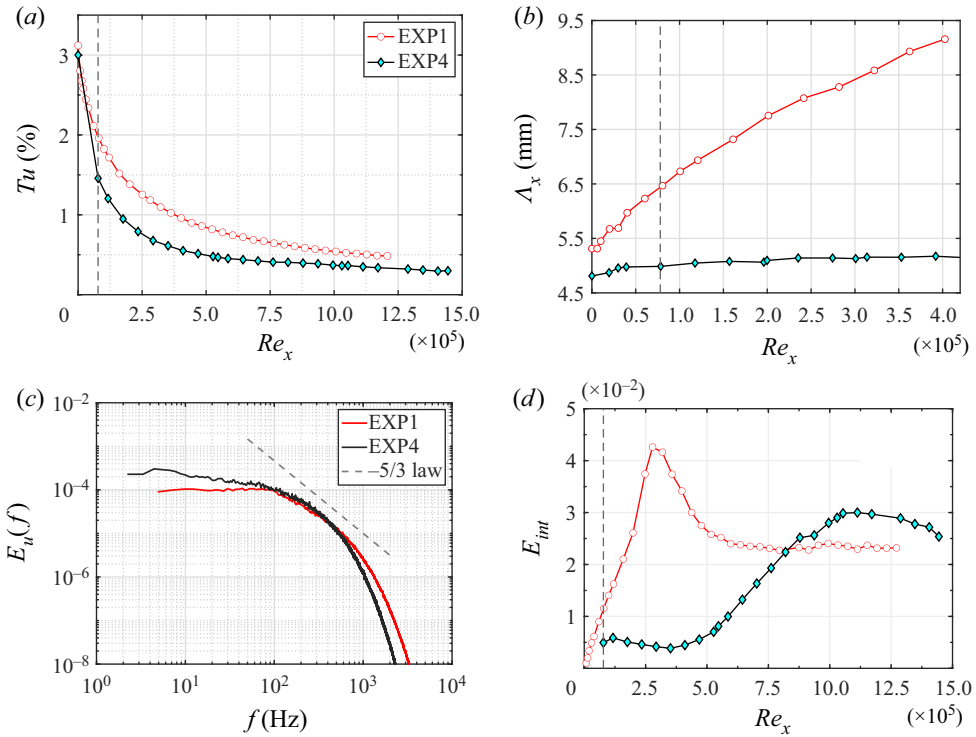 (a)
EXP1
EXP4
3
2
1
Tu (%)
0 2.5 5.0 7.5 10.0 12.5 15.0
Re_x (×10^5)
(b)
9.5
8.5
7.5
6.5
5.5
4.5
Λ_x (mm)
0 0.5 1.0 1.5 2.0 2.5 3.0 3.5 4.0
Re_x (×10^5)
(c)
EXP1
EXP4
–5/3 law
10^–2
10^–4
10^–6
10^–8
E_u(f)
10^0 10^1 10^2 10^3 10^4
f (Hz)
(×10^–2)
(d)
5
4
3
2
1
E_int
0 2.5 5.0 7.5 10.0 12.5 15.0
Re_x (×10^5)